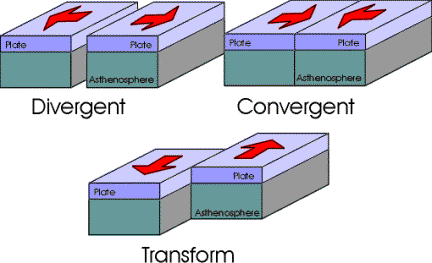 Plate
Plate
Asthenosphere
Divergent
Plate
Plate
Asthenosphere
Convergent
Plate
Plate
Asthenosphere
Transform